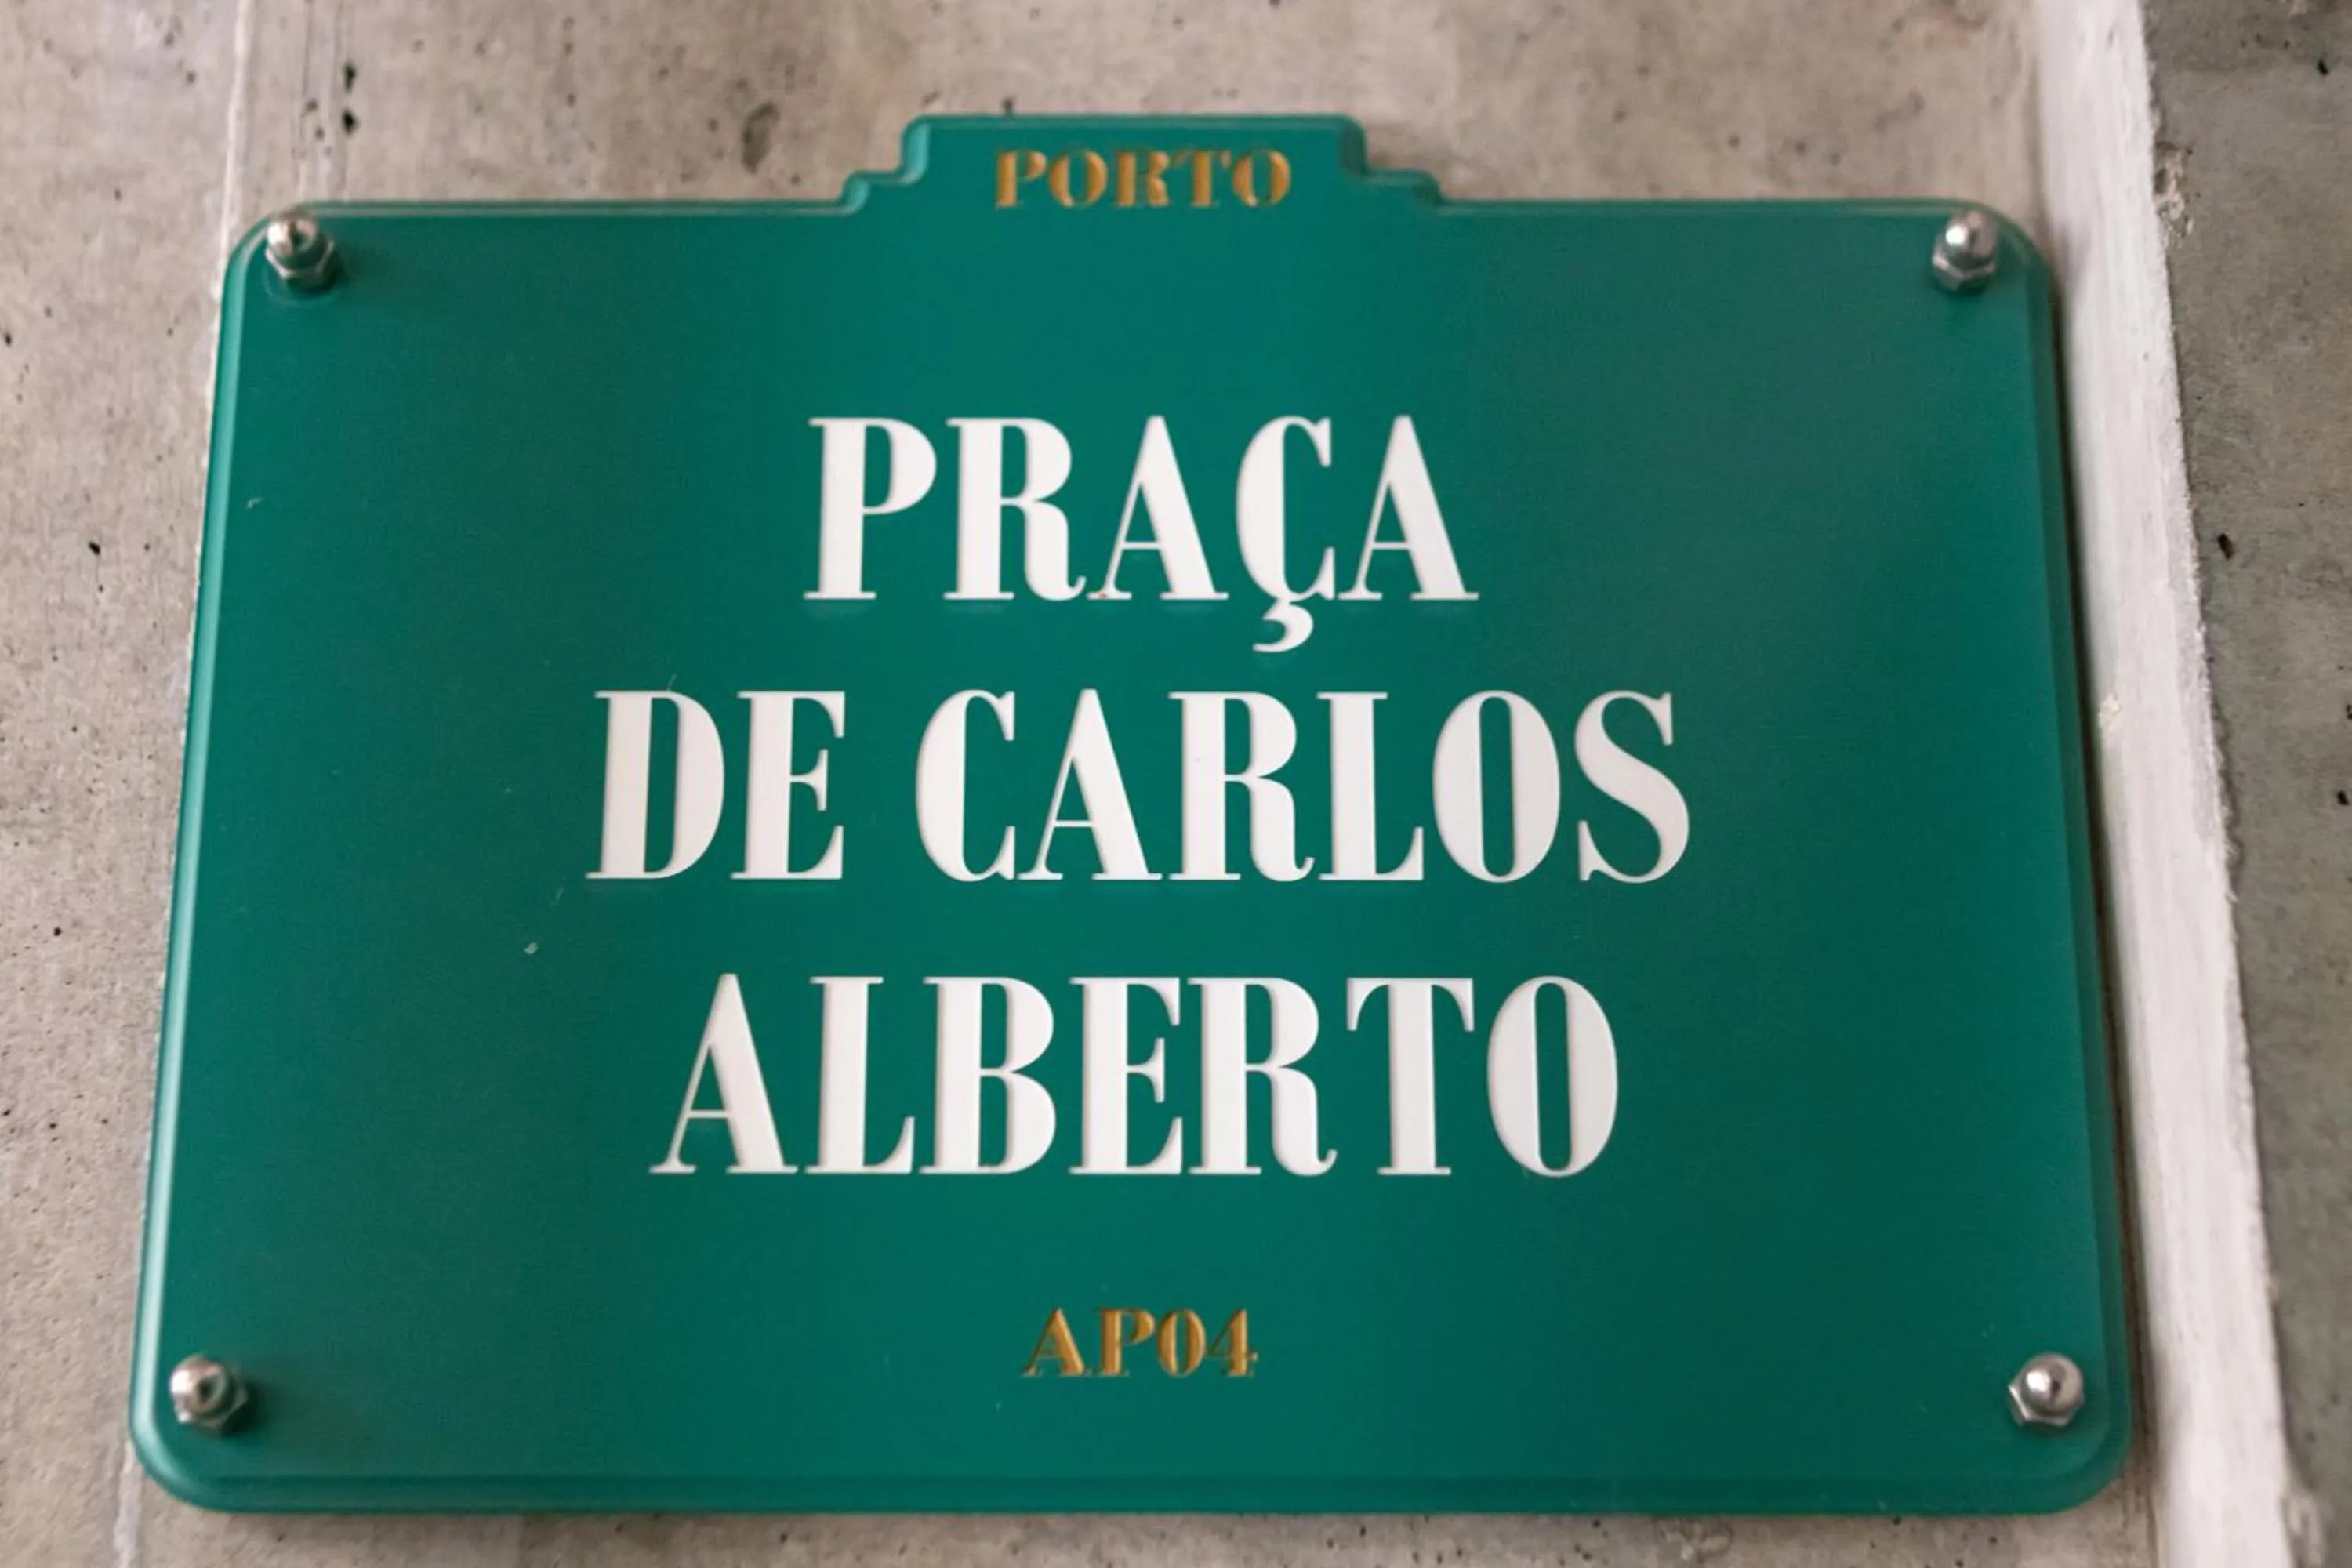 PORTO
PRAÇA
DE CARLOS
ALBERTO
AP04